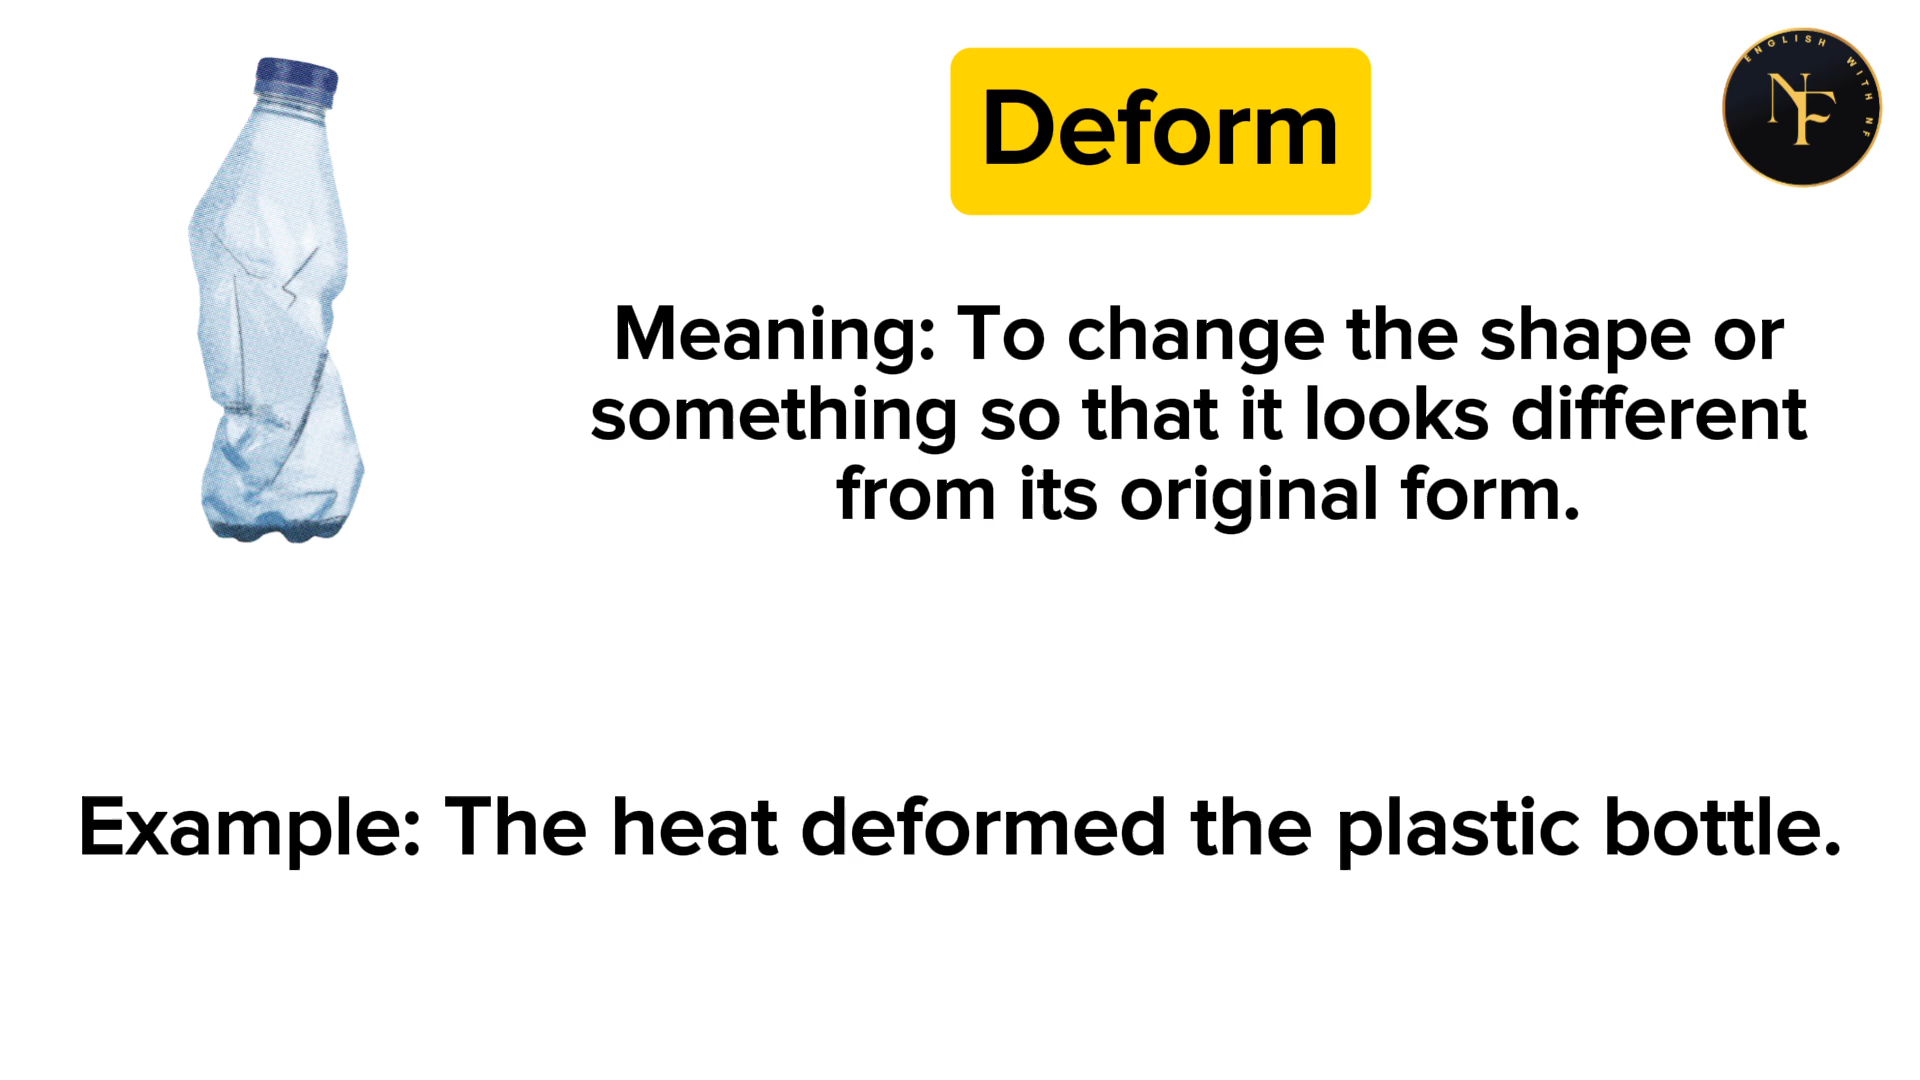 Deform
ENGLISH WITH NF
NF
Meaning: To change the shape or
something so that it looks different
from its original form.
Example: The heat deformed the plastic bottle.